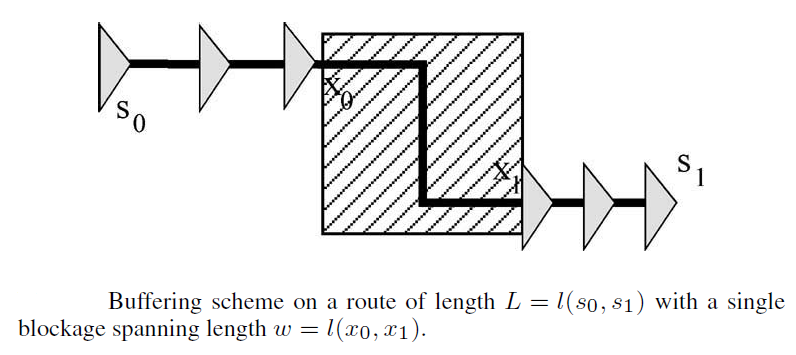 S0
X0
X1
S1
Buffering scheme on a route of length L = l(s0, s1) with a single
blockage spanning length w = l(x0, x1).